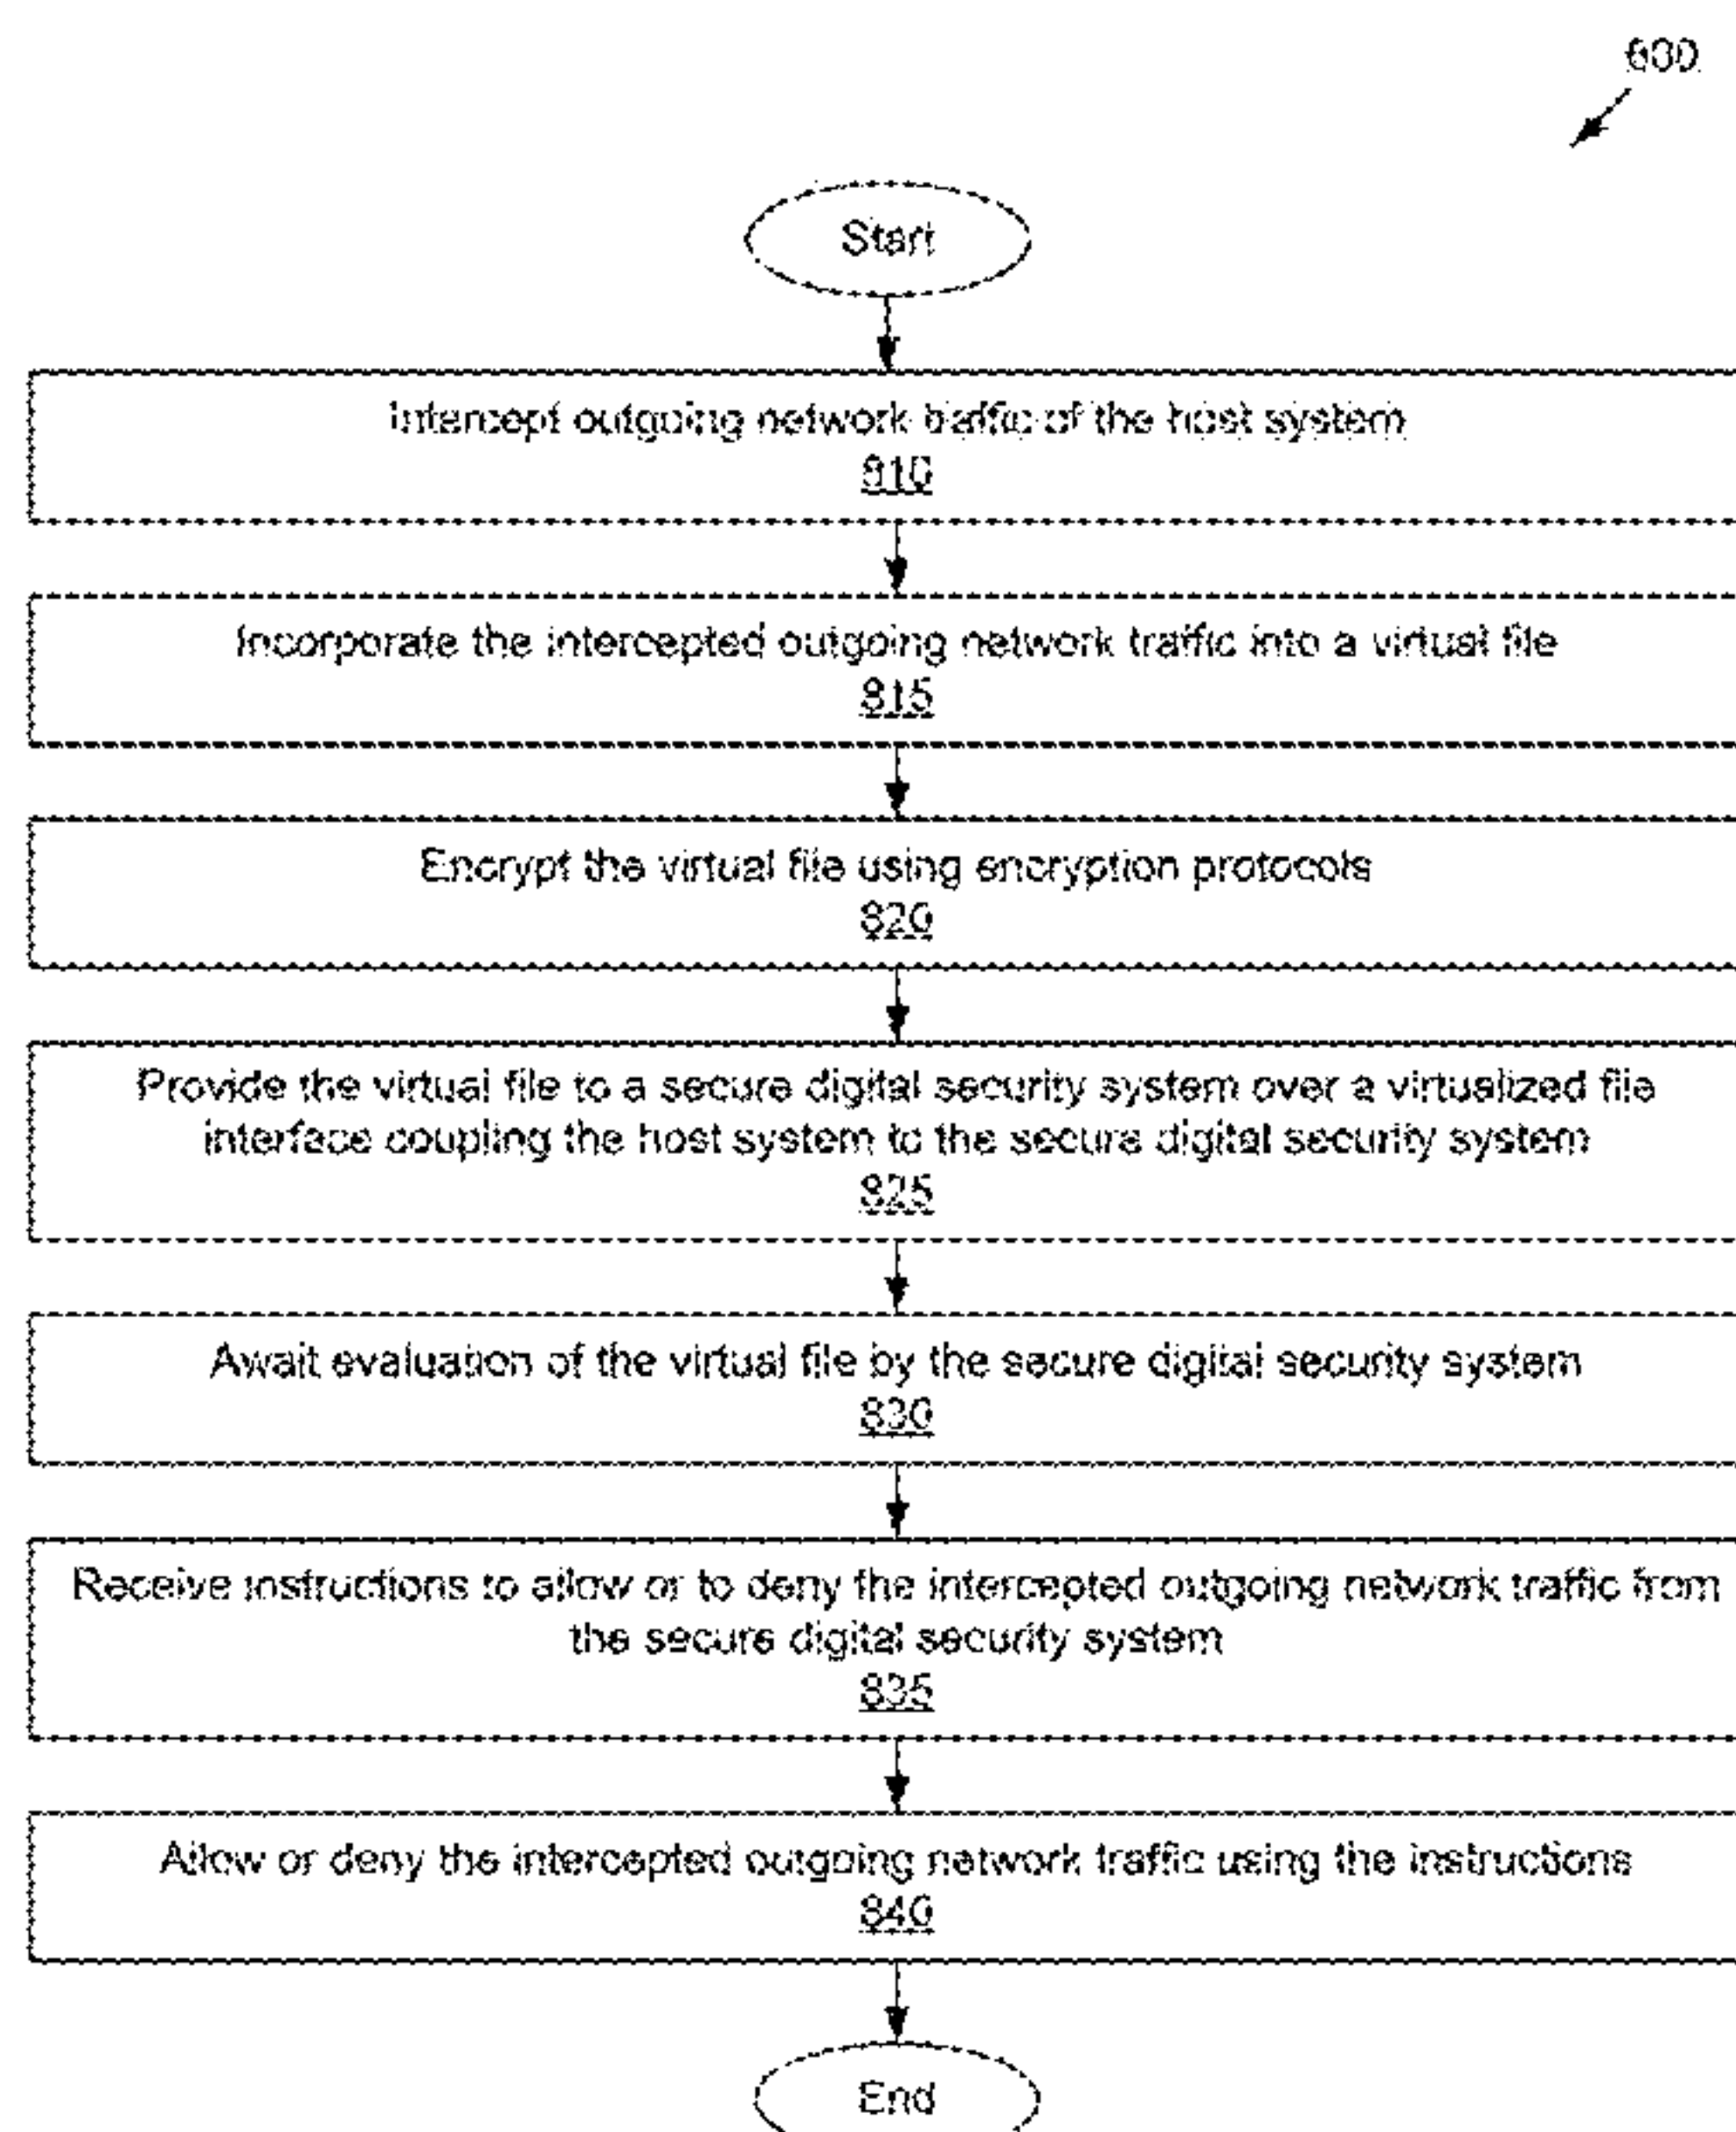 800
Start
Intercept outgoing network traffic of the host system
810
Incorporate the intercepted outgoing network traffic into a virtual file
815
Encrypt the virtual file using encryption protocols
820
Provide the virtual file to a secure digital security system over a virtualized file
interface coupling the host system to the secure digital security system
825
Await evaluation of the virtual file by the secure digital security system
830
Receive instructions to allow or to deny the intercepted outgoing network traffic from
the secure digital security system
835
Allow or deny the intercepted outgoing network traffic using the instructions
840
End